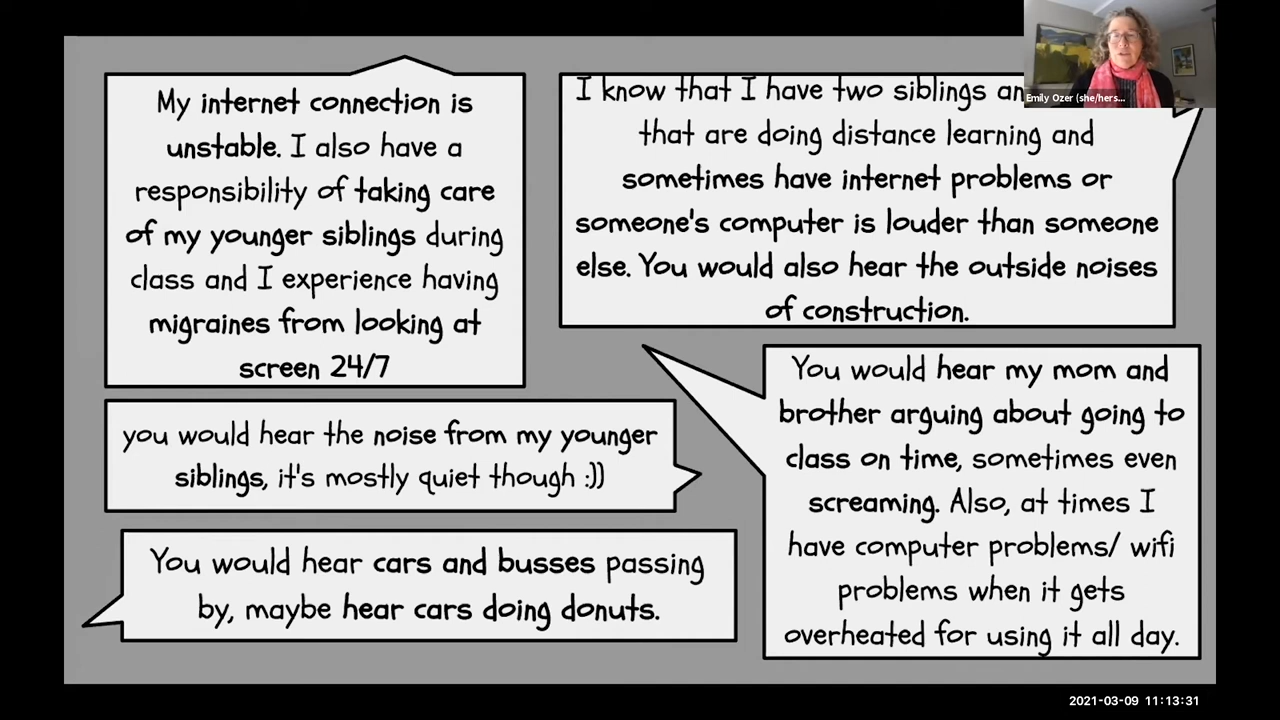 My internet connection is
unstable. I also have a
responsibility of taking care
of my younger siblings during
class and I experience having
migraines from looking at
screen 24/7
I know that I have two siblings
that are doing distance learning and
sometimes have internet problems or
someone's computer is louder than someone
else. You would also hear the outside noises
of construction.
you would hear the noise from my younger
siblings, it's mostly quiet though :))
You would hear my mom and
brother arguing about going to
class on time, sometimes even
screaming. Also, at times I
have computer problems/ wifi
problems when it gets
overheated for using it all day.
You would hear cars and busses passing
by, maybe hear cars doing donuts.
Emily Ozer (she/hers...
2021-03-09 11:13:31